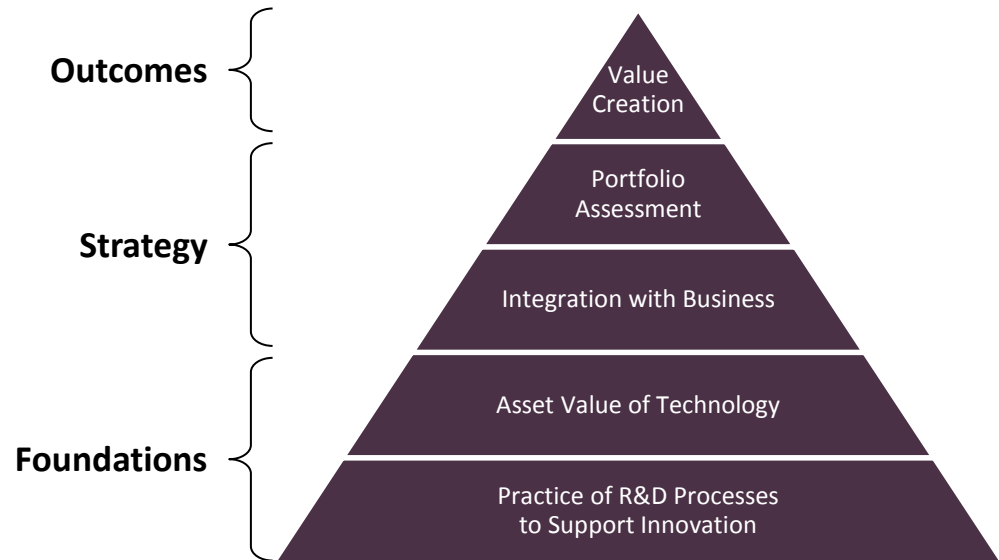 Outcomes
Value
Creation
Strategy
Portfolio
Assessment
Integration with Business
Foundations
Asset Value of Technology
Practice of R&D Processes
to Support Innovation